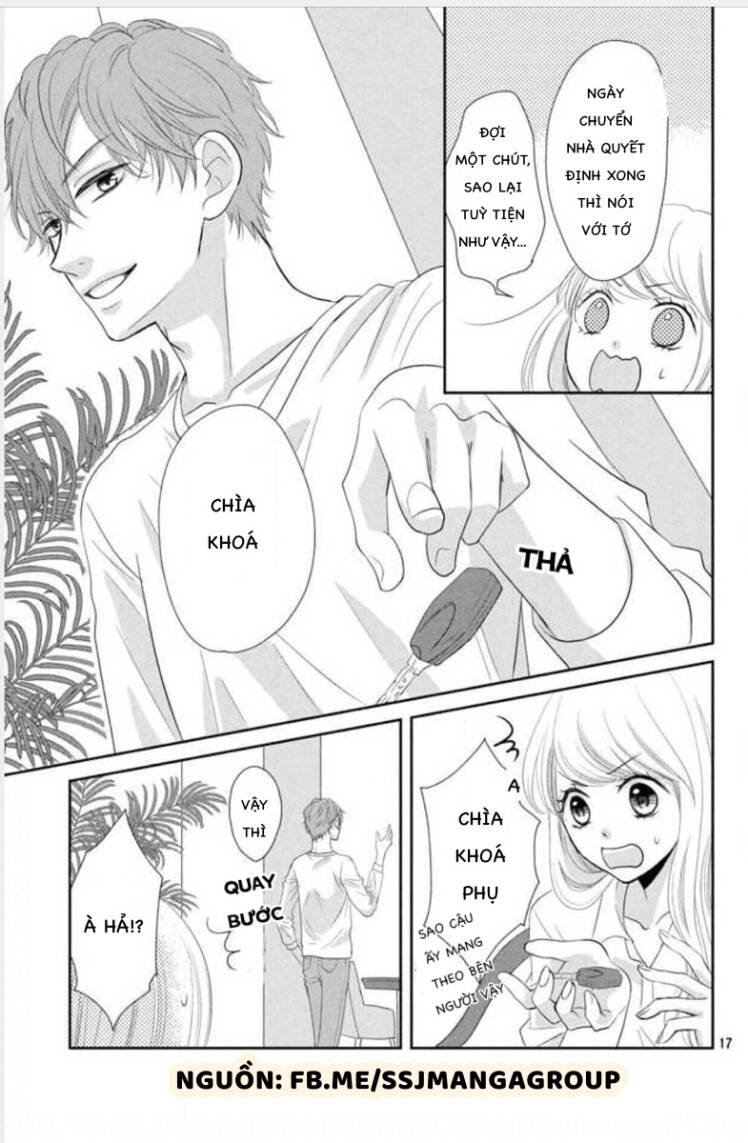 NGÀY
CHUYỂN
NHÀ QUYẾT
ĐỊNH XONG
THÌ NÓI
VỚI TỚ
ĐỢI
MỘT CHÚT,
SAO LẠI
TUỲ TIỆN
NHƯ VẬY...
CHÌA
KHOÁ
THẢ
A
CHÌA
KHOÁ
PHỤ
SAO CẬU
ẤY MANG
THEO BÊN
NGƯỜI VẬY
VẬY
THÌ
QUAY
BƯỚC
À HẢ!?
17
NGUỒN: FB.ME/SSJMANGAGROUP